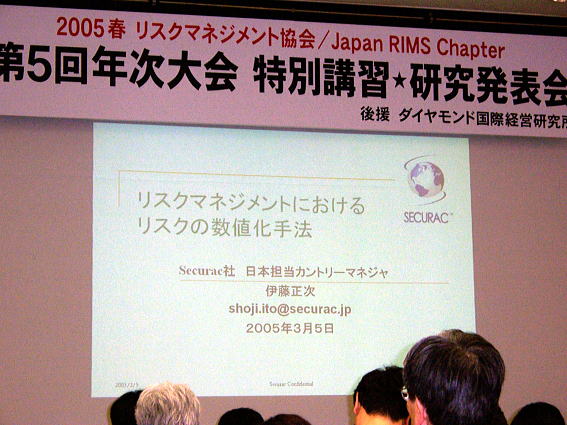 2005春 リスクマネジメント協会/Japan RIMS Chapter
第5回年次大会 特別講習★研究発表会
後援 ダイヤモンド国際経営研究所
SECURAC™
リスクマネジメントにおける
リスクの数値化手法
Securac社 日本担当カントリーマネジャ
伊藤正次
shoji.ito@securac.jp
2005年3月5日
2005/3/5 Securac Confidential